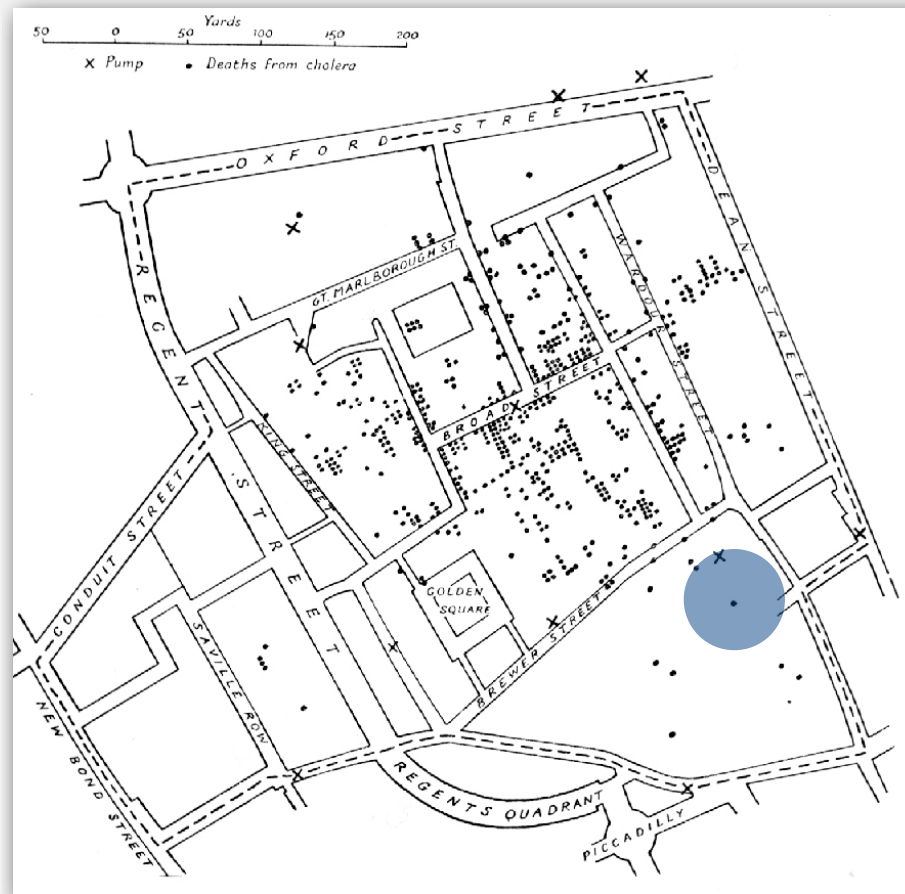 Yards
50 0 50 100 150 200
x Pump • Deaths from cholera
OXFORD STREET
REGENT STREET
GT. MARLBOROUGH ST.
WARDOUR STREET
DEAN STREET
BROAD STREET
KING STREET
CONDUIT STREET
GOLDEN
SQUARE
BREWER STREET
SAVILLE ROW
NEW BOND STREET
REGENTS QUADRANT
PICCADILLY